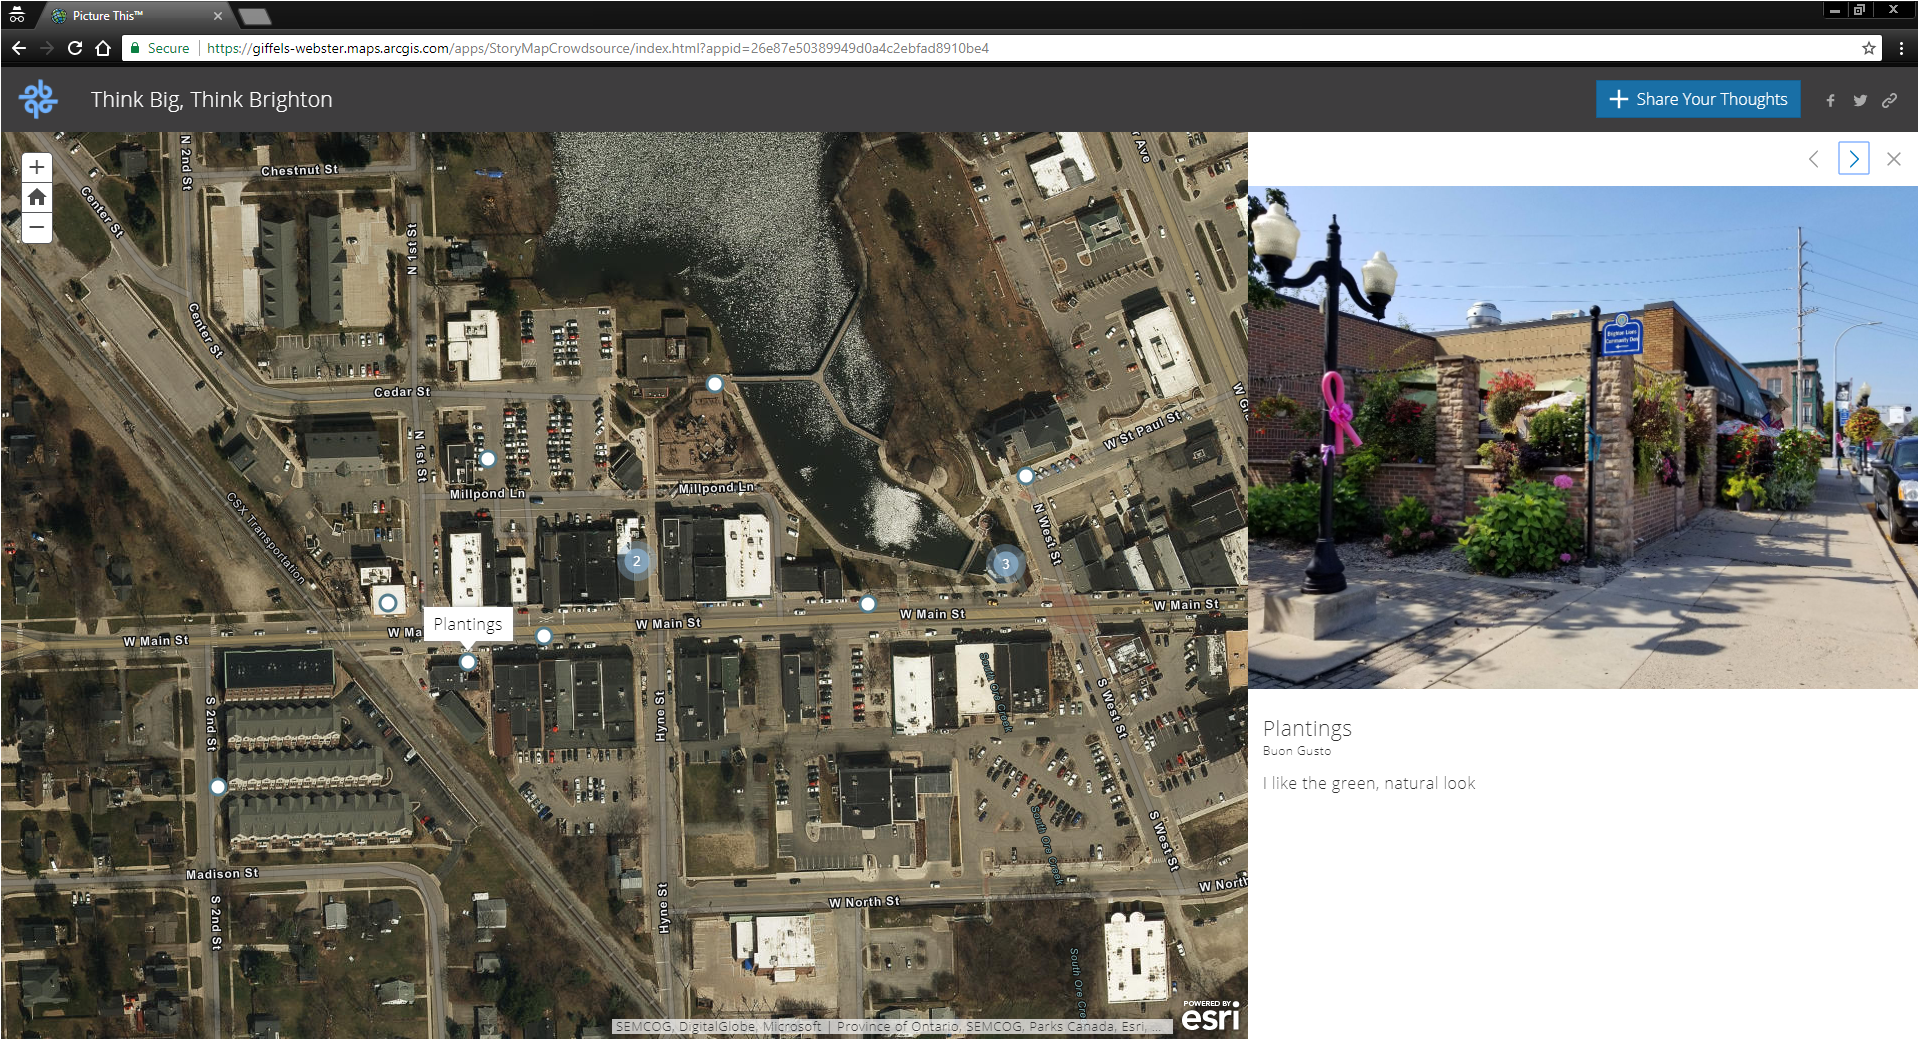 Picture This™
Secure
https://giffels-webster.maps.arcgis.com/apps/StoryMapCrowdsource/index.html?appid=26e87e50389949d0a4c2ebfad8910be4
Think Big, Think Brighton
Share Your Thoughts
N 2nd St
Chestnut St
Center St
N 1st St
Center St
Cedar St
N 1st St
Millpond Ln
Millpond Ln
W St Paul St
CSX Transportation
N West St
2
3
W Main St
W Ma
W Main St
W Main St
W Main St
Plantings
South Ore Creek
S 2nd St
Hyne St
S West St
South Ore Creek
S West St
Madison St
S 2nd St
Hyne St
W North St
W North
South Ore Cre
SEMCOG, DigitalGlobe, Microsoft | Province of Ontario, SEMCOG, Parks Canada, Esri, ...
POWERED BY
esri
Brighton Lions
Community Den
Plantings
Buon Gusto
I like the green, natural look